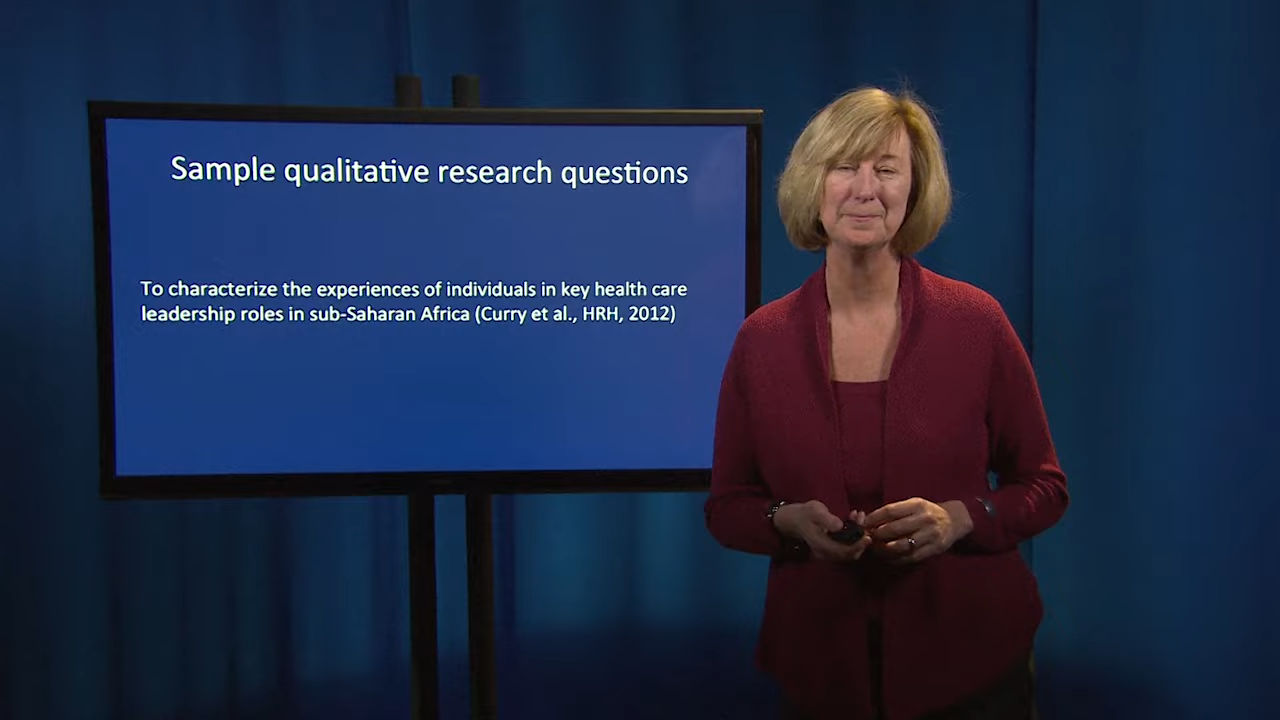 Sample qualitative research questions
To characterize the experiences of individuals in key health care
leadership roles in sub-Saharan Africa (Curry et al., HRH, 2012)